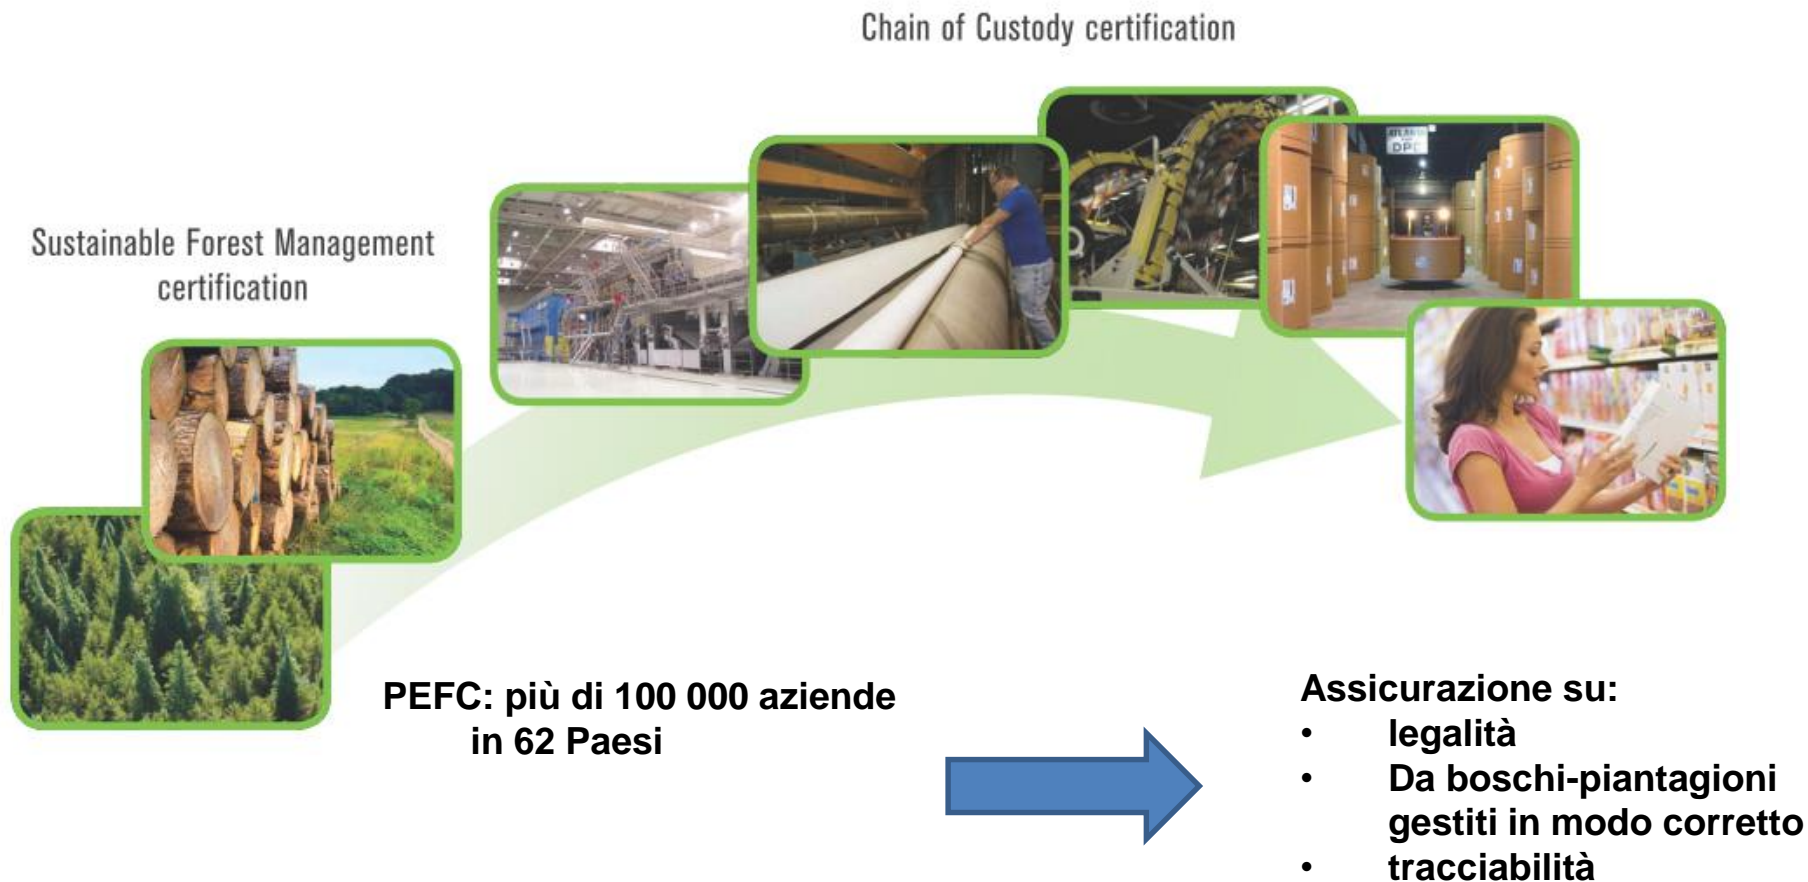 Chain of Custody certification
Sustainable Forest Management
certification
DPD
PEFC: più di 100 000 aziende
in 62 Paesi
Assicurazione su:
• legalità
• Da boschi-piantagioni
gestiti in modo corretto
• tracciabilità